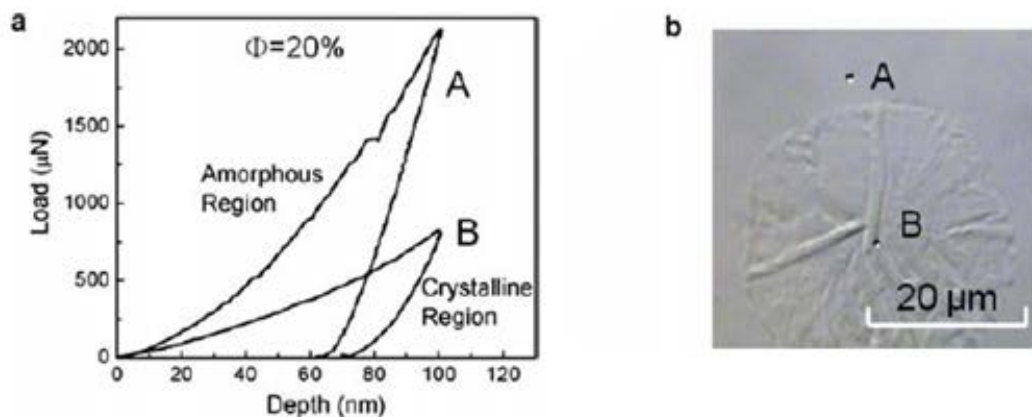 a
Φ=20%
2000
1500
1000
500
0
Load (μN)
A
Amorphous
Region
B
Crystalline
Region
0 20 40 60 80 100 120
Depth (nm)
b
A
B
20 μm